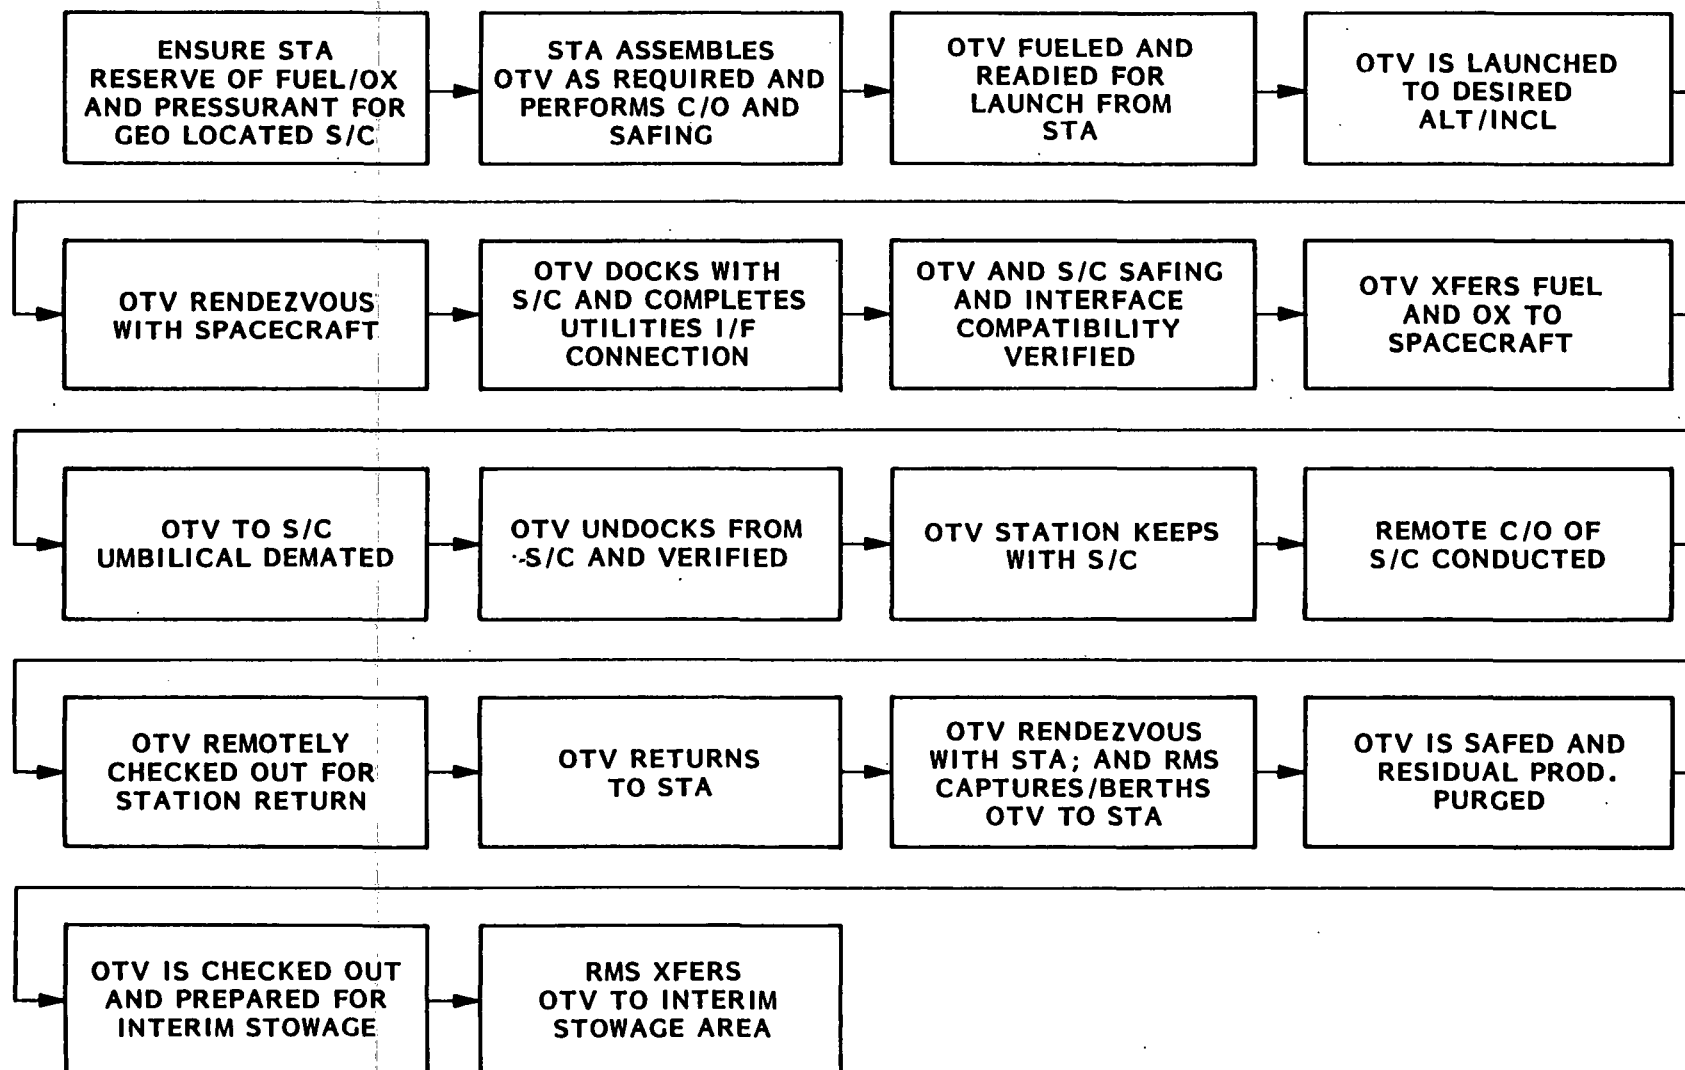 ENSURE STA
RESERVE OF FUEL/OX
AND PRESSURANT FOR
GEO LOCATED S/C
STA ASSEMBLES
OTV AS REQUIRED AND
PERFORMS C/O AND
SAFING
OTV FUELED AND
READIED FOR
LAUNCH FROM
STA
OTV IS LAUNCHED
TO DESIRED
ALT/INCL
OTV RENDEZVOUS
WITH SPACECRAFT
OTV DOCKS WITH
S/C AND COMPLETES
UTILITIES I/F
CONNECTION
OTV AND S/C SAFING
AND INTERFACE
COMPATIBILITY
VERIFIED
OTV XFERS FUEL
AND OX TO
SPACECRAFT
OTV TO S/C
UMBILICAL DEMATED
OTV UNDOCKS FROM
S/C AND VERIFIED
OTV STATION KEEPS
WITH S/C
REMOTE C/O OF
S/C CONDUCTED
OTV REMOTELY
CHECKED OUT FOR
STATION RETURN
OTV RETURNS
TO STA
OTV RENDEZVOUS
WITH STA; AND RMS
CAPTURES/BERTHS
OTV TO STA
OTV IS SAFED AND
RESIDUAL PROD.
PURGED
OTV IS CHECKED OUT
AND PREPARED FOR
INTERIM STOWAGE
RMS XFERS
OTV TO INTERIM
STOWAGE AREA